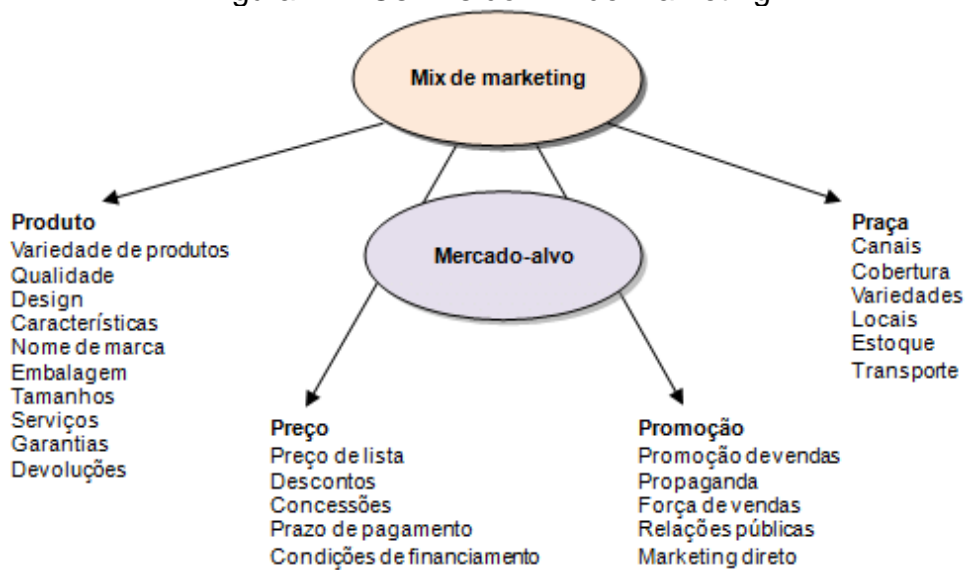 Mix de marketing
Mercado-alvo
Produto
Variedade de produtos
Qualidade
Design
Características
Nome de marca
Embalagem
Tamanhos
Serviços
Garantias
Devoluções
Preço
Preço de lista
Descontos
Concessões
Prazo de pagamento
Condições de financiamento
Promoção
Promoção de vendas
Propaganda
Força de vendas
Relações públicas
Marketing direto
Praça
Canais
Cobertura
Variedades
Locais
Estoque
Transporte